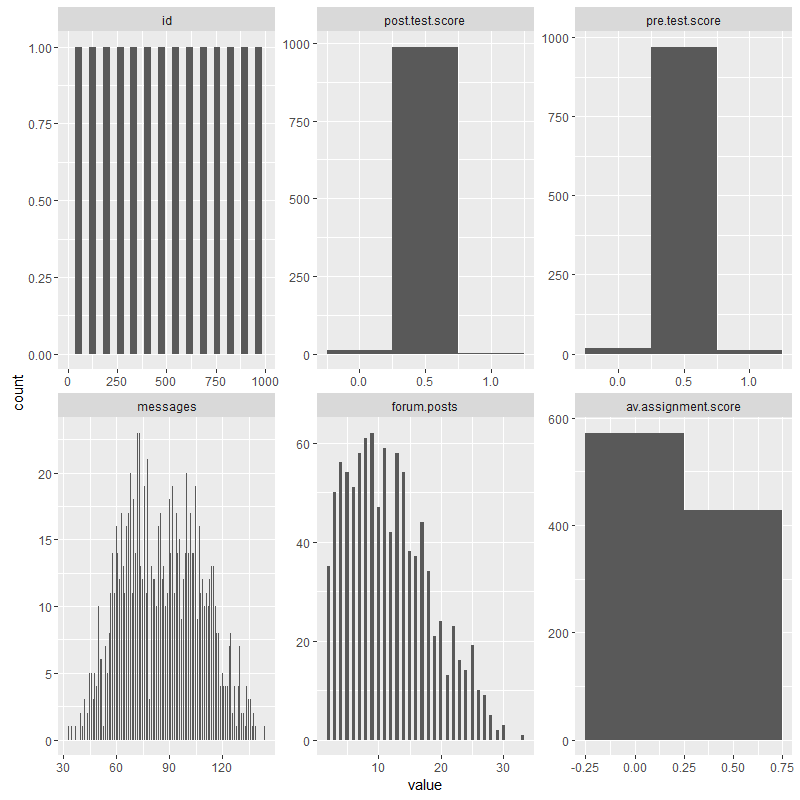 id post.test.score pre.test.score
1.00 1000 1000
0.75 750 750
0.50 500 500
0.25 250 250
0.00 0 0
0 250 500 750 1000 0.0 0.5 1.0 0.0 0.5 1.0
count
messages forum.posts av.assignment.score
20 60 600
15 40 400
10 20 200
5 0 0
0
30 60 90 120 10 20 30 -0.25 0.00 0.25 0.50 0.75
value